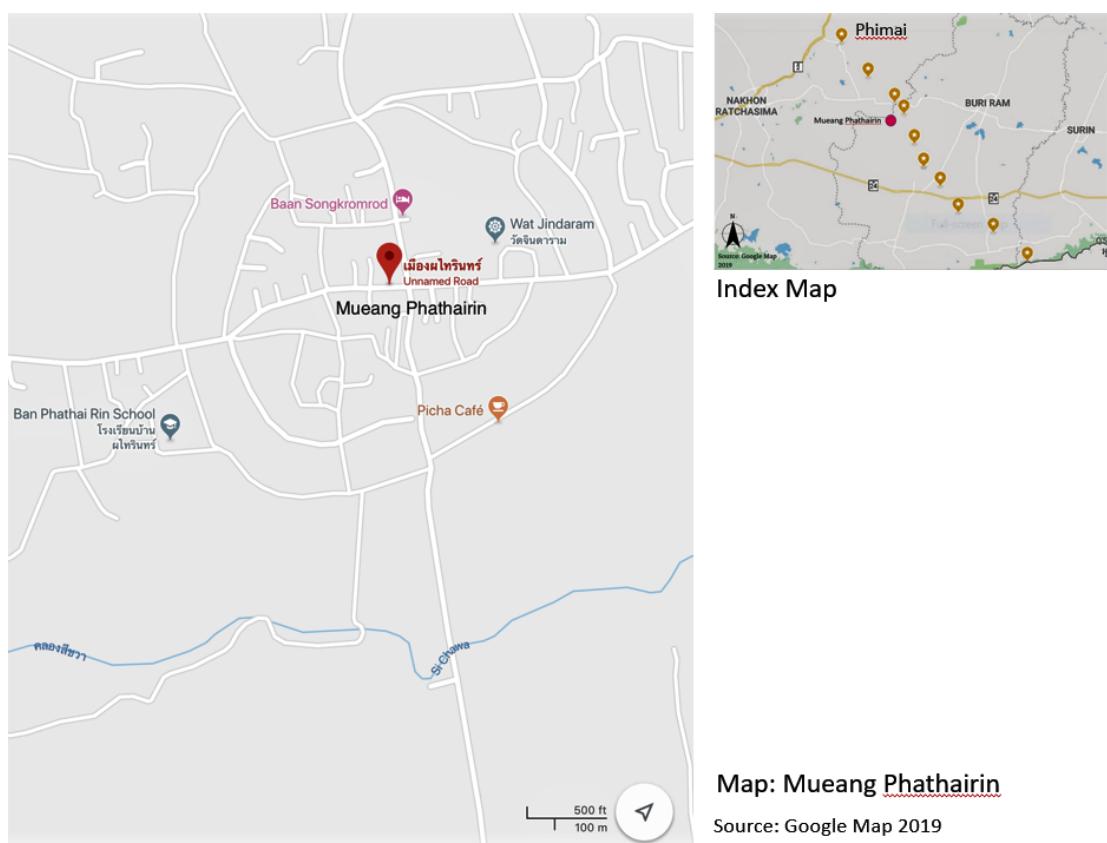 Baan Songkromrod
Wat Jindaram
วัดจินดาราม
เมืองผไทรินทร์
Unnamed Road
Mueang Phathairin
Ban Phathai Rin School
โรงเรียนบ้าน
ผไทรินทร์
Picha Café
คลองสีชวา
Si Chawa
500 ft
100 m
Phimai
2
NAKHON
RATCHASIMA
BURI RAM
Mueang Phathairin
SURIN
24
24
Full-screen
N
Source: Google Map
2019
Index Map
Map: Mueang Phathairin
Source: Google Map 2019